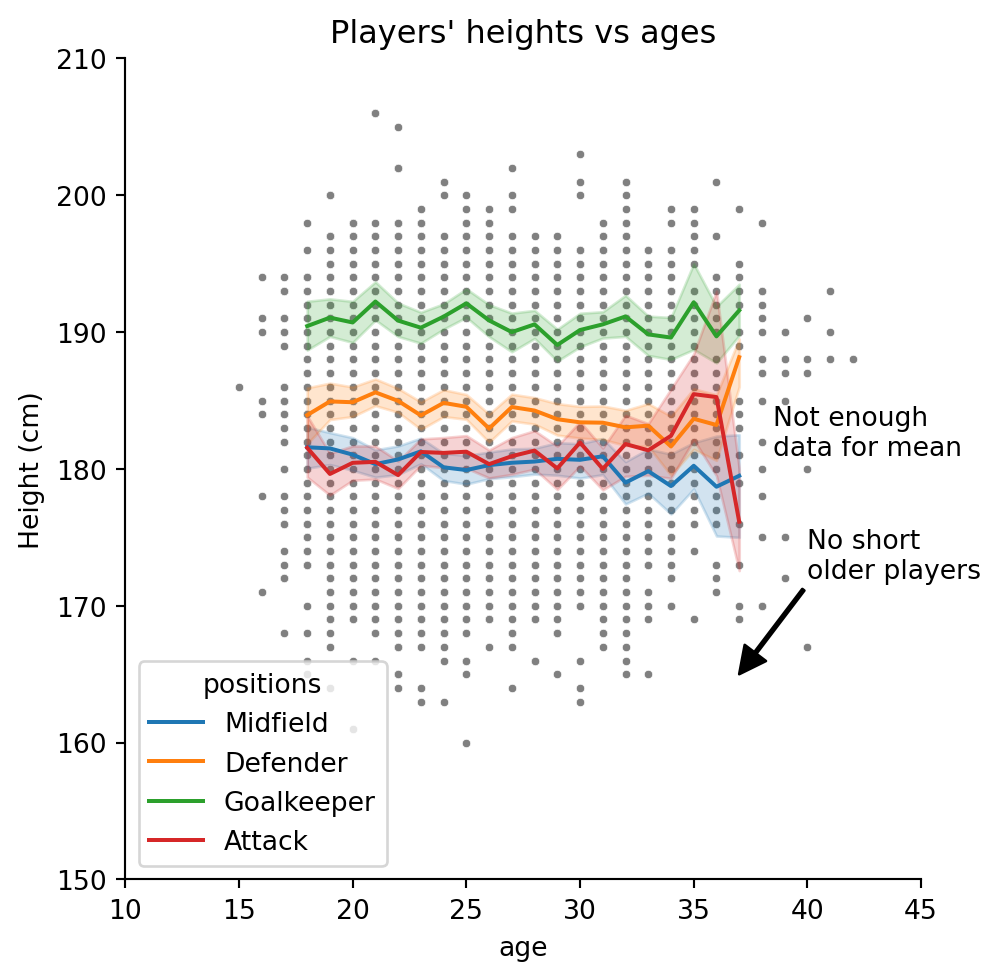 Players' heights vs ages
210
200
190
180
170
160
150
Height (cm)
Not enough
data for mean
No short
older players
positions
Midfield
Defender
Goalkeeper
Attack
10 15 20 25 30 35 40 45
age